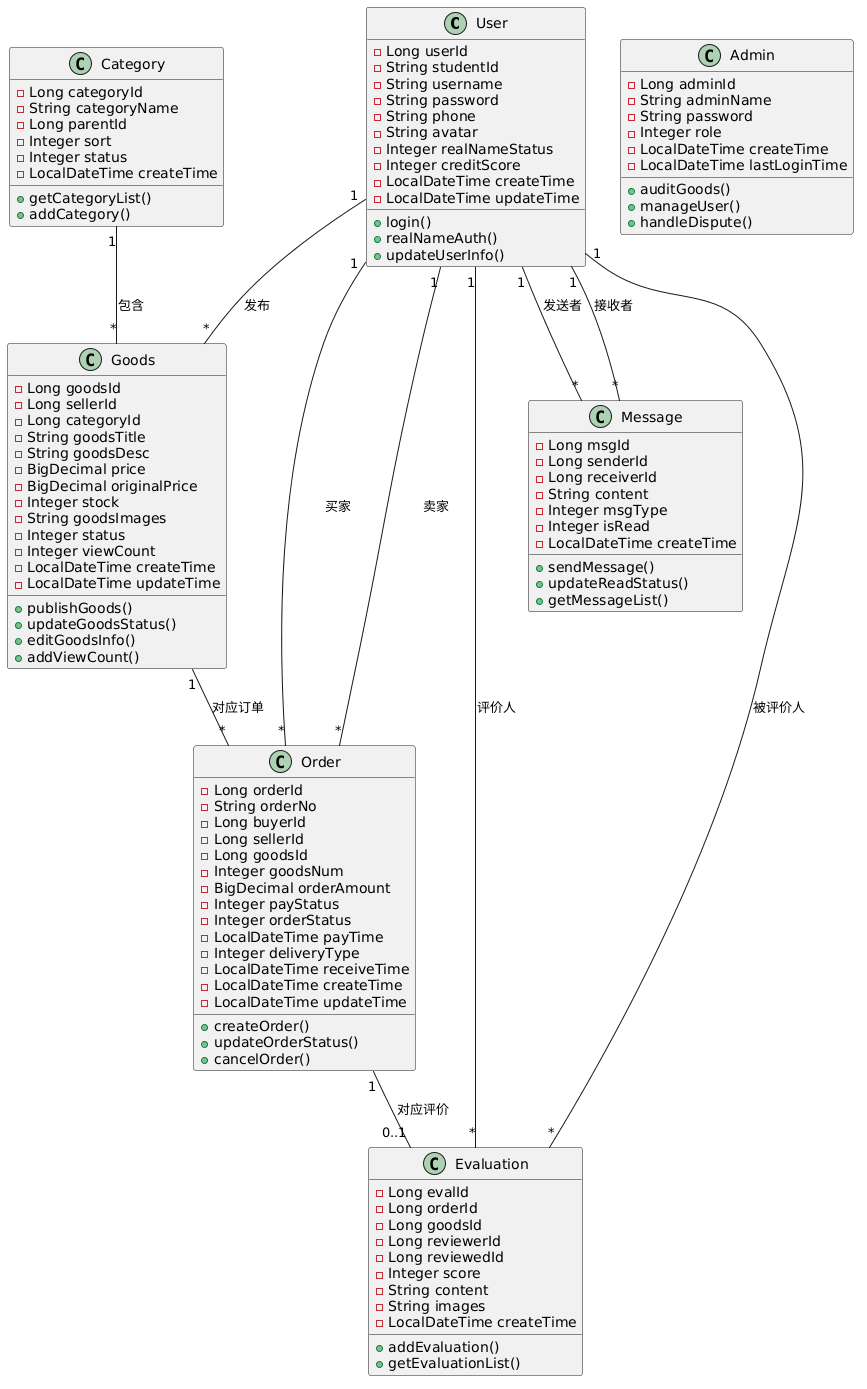 C User
Long userId
String studentId
String username
String password
String phone
String avatar
Integer realNameStatus
Integer creditScore
LocalDateTime createTime
LocalDateTime updateTime
login()
realNameAuth()
updateUserInfo()
C Category
Long categoryId
String categoryName
Long parentId
Integer sort
Integer status
LocalDateTime createTime
getCategoryList()
addCategory()
C Admin
Long adminId
String adminName
String password
Integer role
LocalDateTime createTime
LocalDateTime lastLoginTime
auditGoods()
manageUser()
handleDispute()
1
包含
*
1
发布
*
1
买家
*
1
卖家
*
1
评价人
*
1
发送者
*
1
接收者
*
1
被评价人
*
C Goods
Long goodsId
Long sellerId
Long categoryId
String goodsTitle
String goodsDesc
BigDecimal price
BigDecimal originalPrice
Integer stock
String goodsImages
Integer status
Integer viewCount
LocalDateTime createTime
LocalDateTime updateTime
publishGoods()
updateGoodsStatus()
editGoodsInfo()
addViewCount()
C Message
Long msgId
Long senderId
Long receiverId
String content
Integer msgType
Integer isRead
LocalDateTime createTime
sendMessage()
updateReadStatus()
getMessageList()
1
对应订单
*
C Order
Long orderId
String orderNo
Long buyerId
Long sellerId
Long goodsId
Integer goodsNum
BigDecimal orderAmount
Integer payStatus
Integer orderStatus
LocalDateTime payTime
Integer deliveryType
LocalDateTime receiveTime
LocalDateTime createTime
LocalDateTime updateTime
createOrder()
updateOrderStatus()
cancelOrder()
1
对应评价
0..1
C Evaluation
Long evalId
Long orderId
Long goodsId
Long reviewerId
Long reviewedId
Integer score
String content
String images
LocalDateTime createTime
addEvaluation()
getEvaluationList()